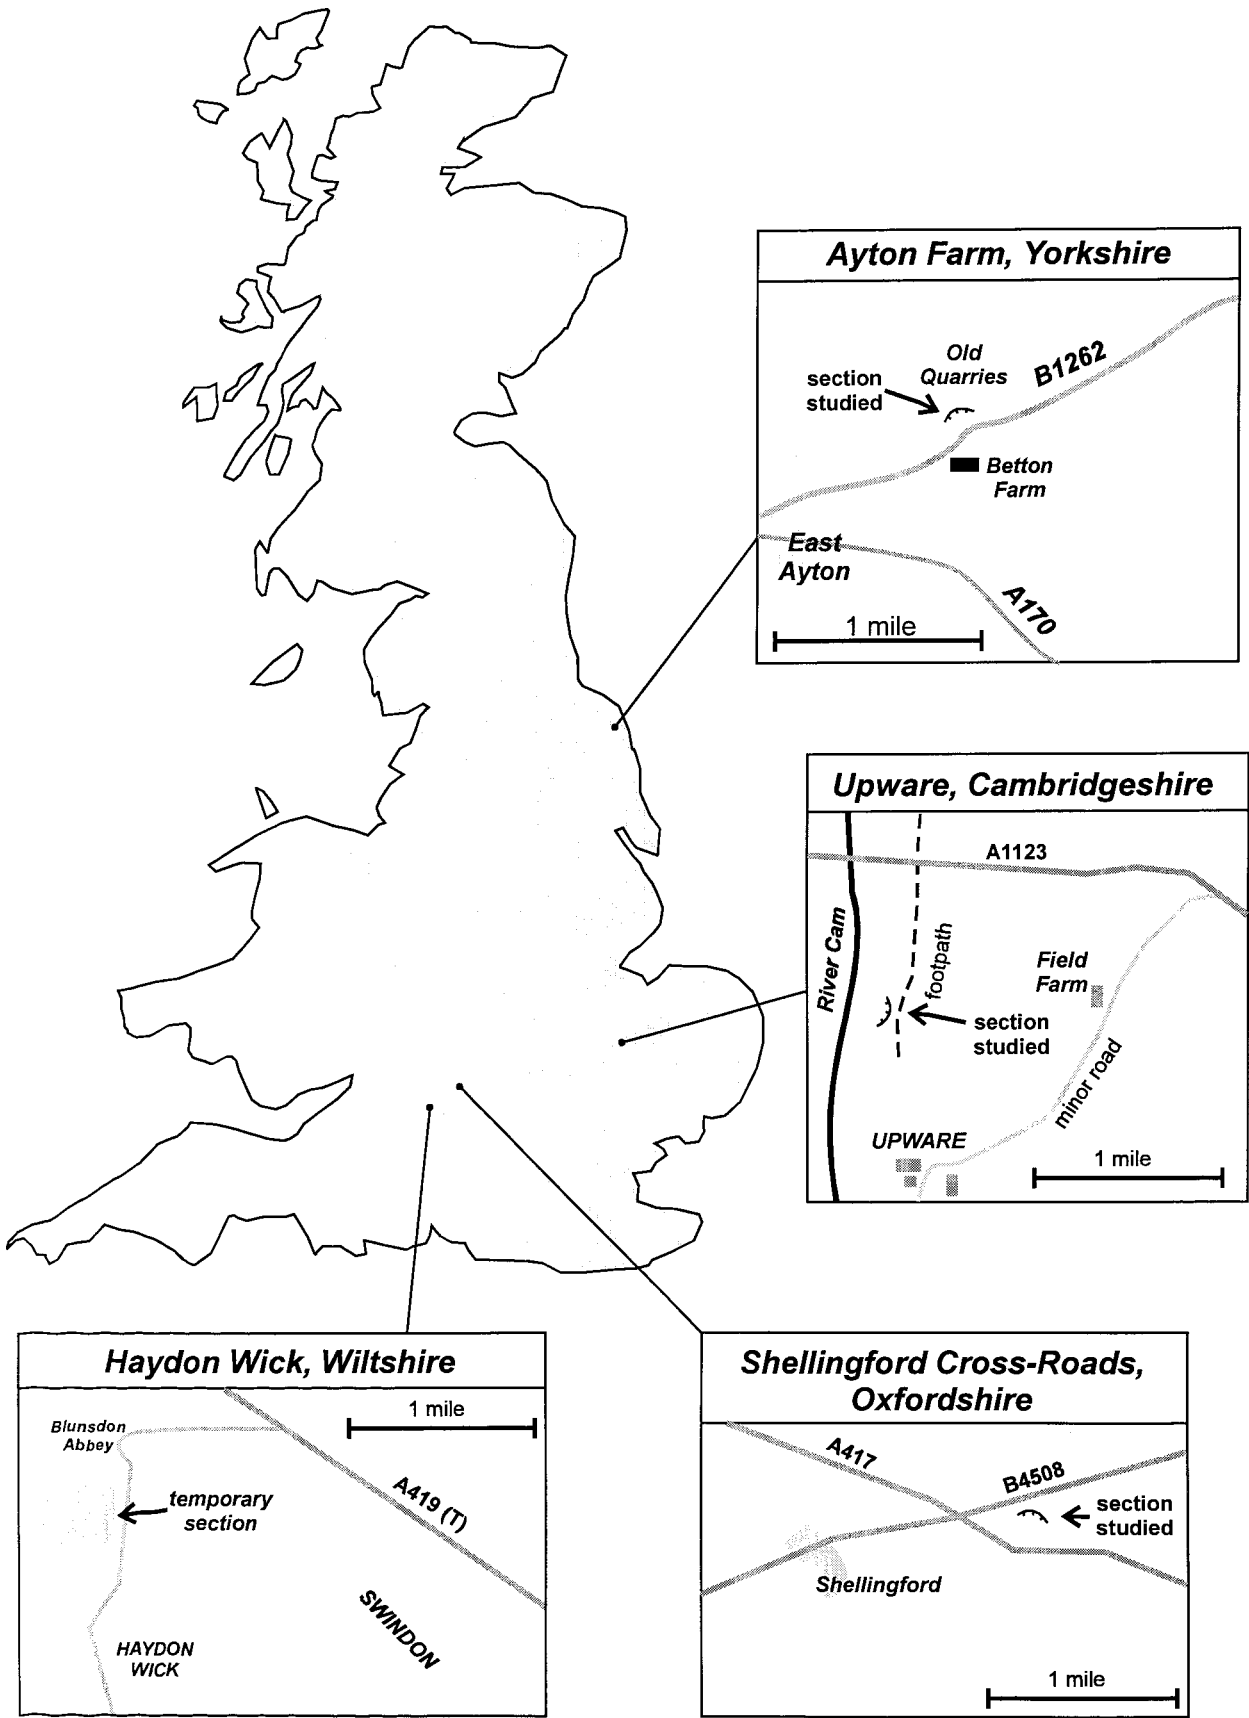 Ayton Farm, Yorkshire
Old
Quarries
B1262
section
studied
Betton
Farm
East
Ayton
A170
1 mile
Upware, Cambridgeshire
A1123
River Cam
footpath
Field
Farm
section
studied
minor road
UPWARE
1 mile
Haydon Wick, Wiltshire
1 mile
Blunsdon
Abbey
A419 (T)
temporary
section
SWINDON
HAYDON
WICK
Shellingford Cross-Roads,
Oxfordshire
A417
B4508
section
studied
Shellingford
1 mile